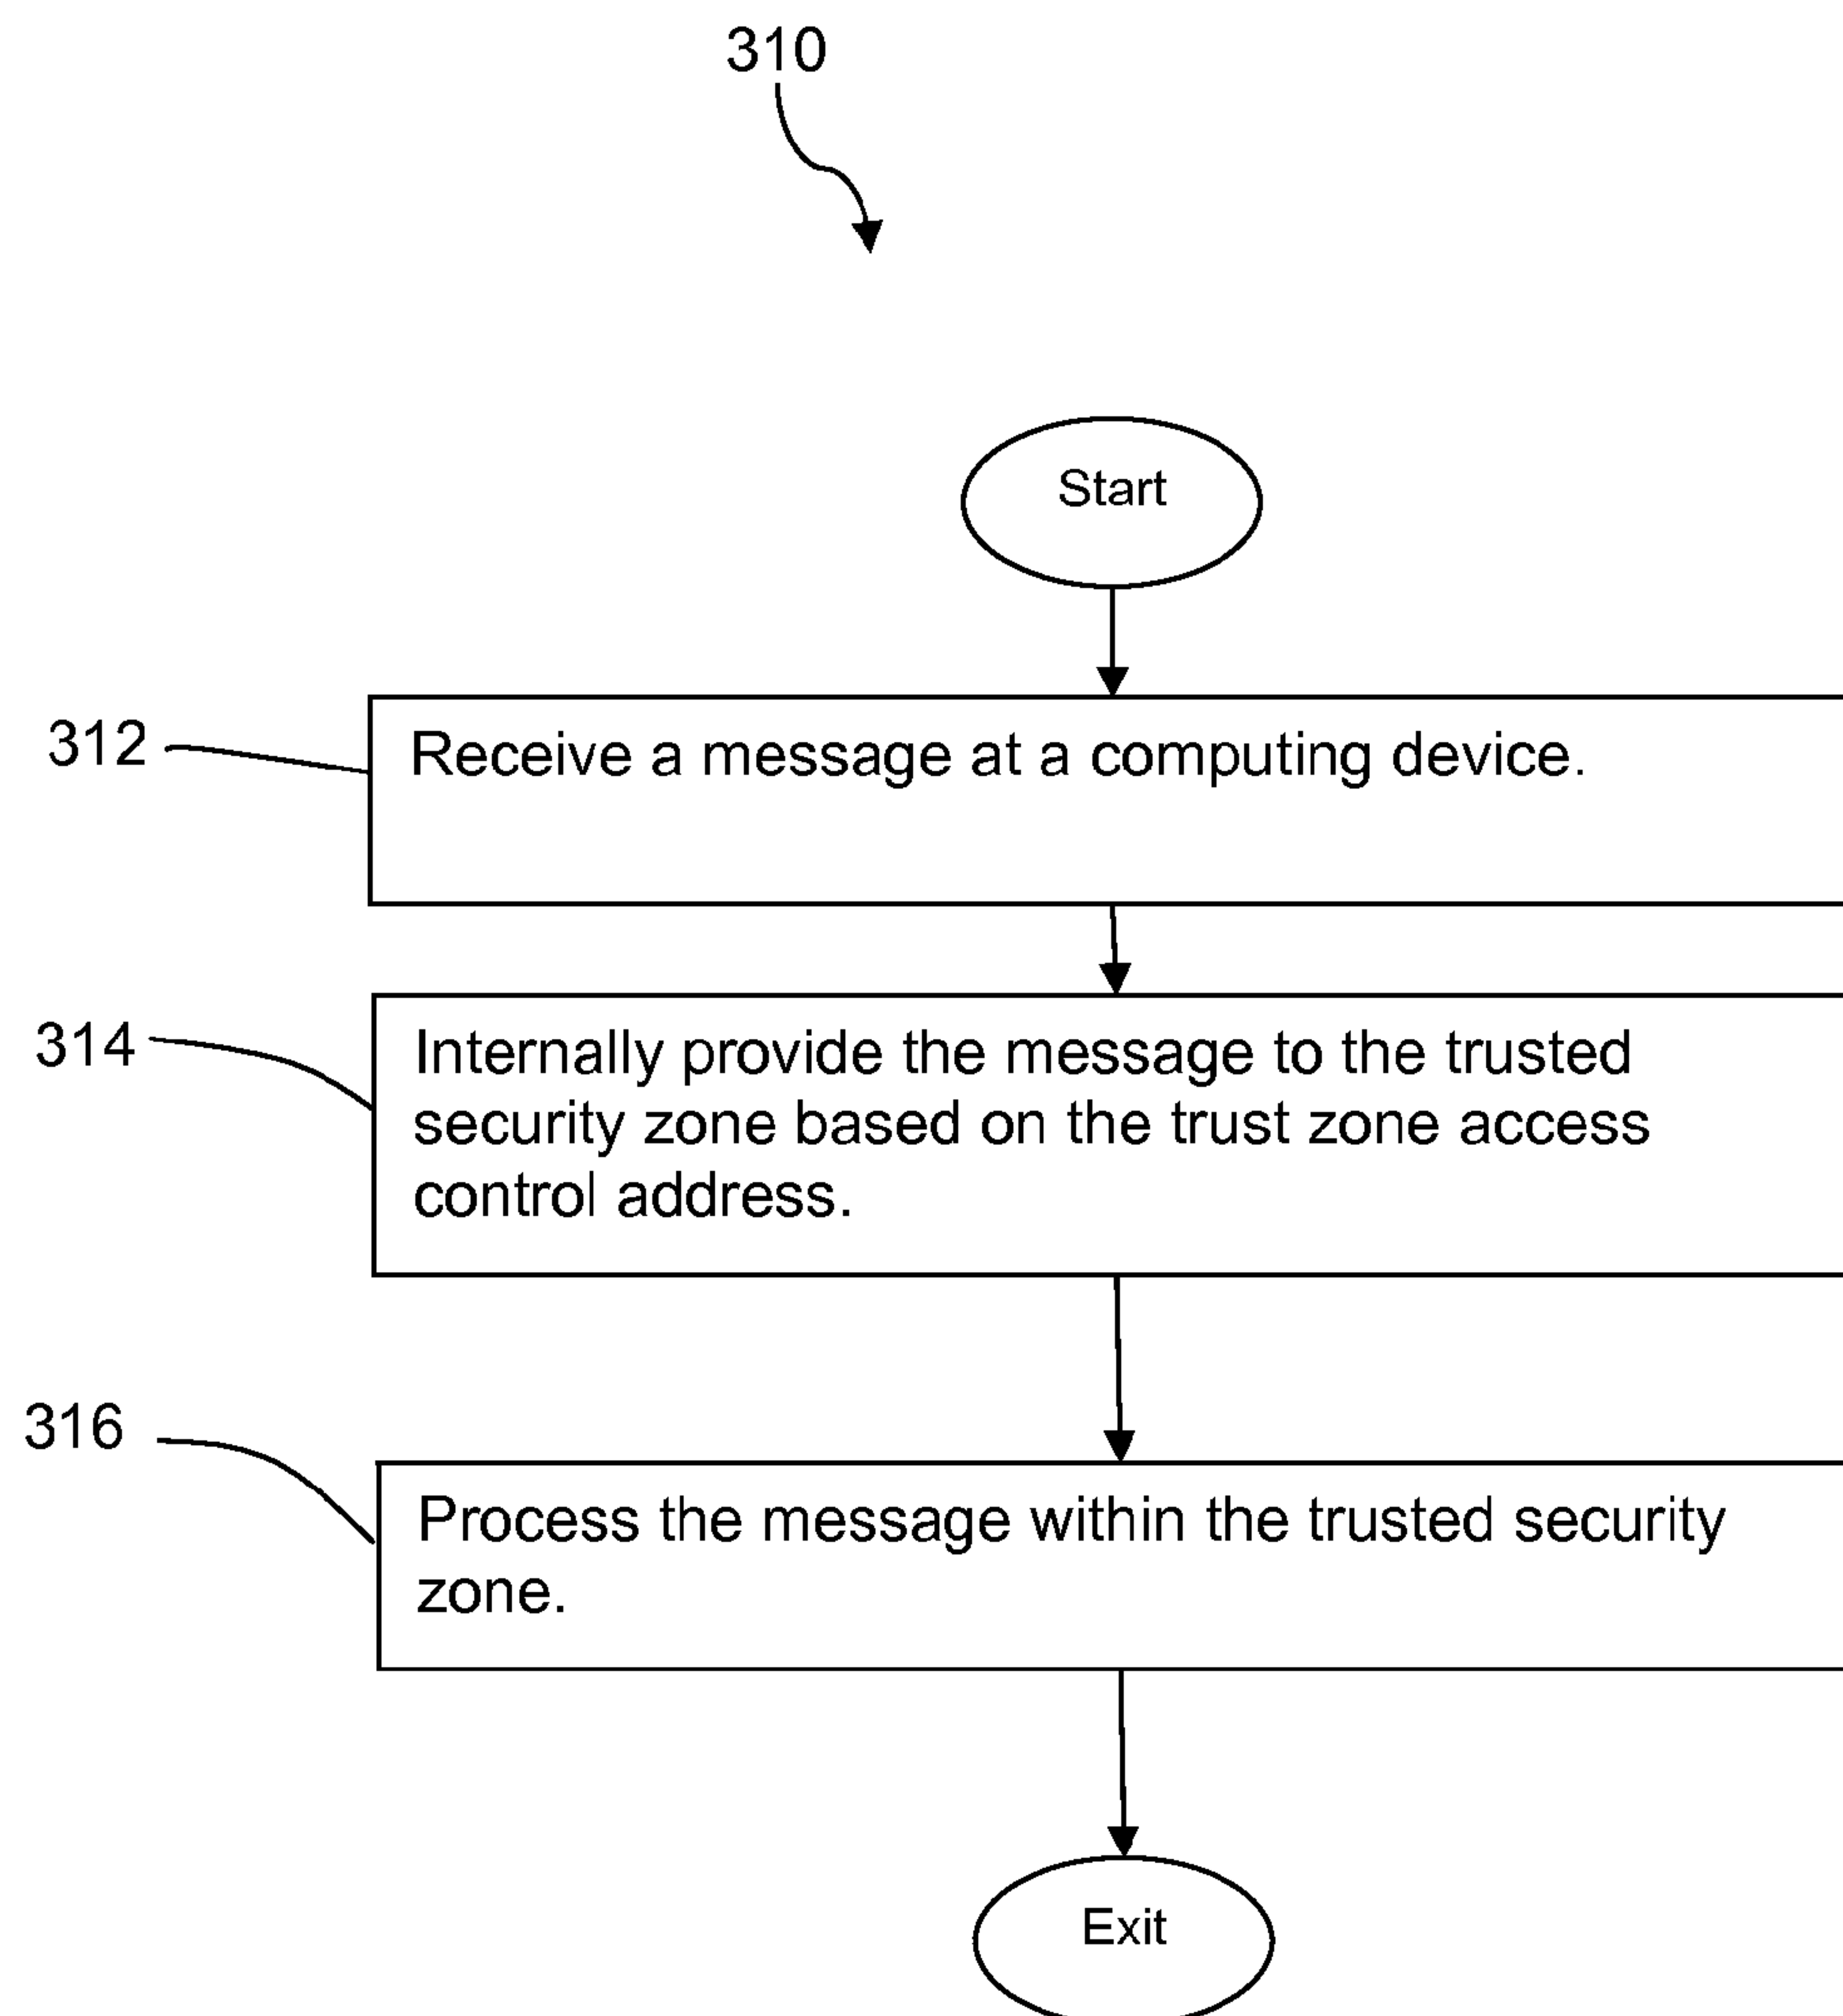 310
Start
312
Receive a message at a computing device.
314
Internally provide the message to the trusted
security zone based on the trust zone access
control address.
316
Process the message within the trusted security
zone.
Exit